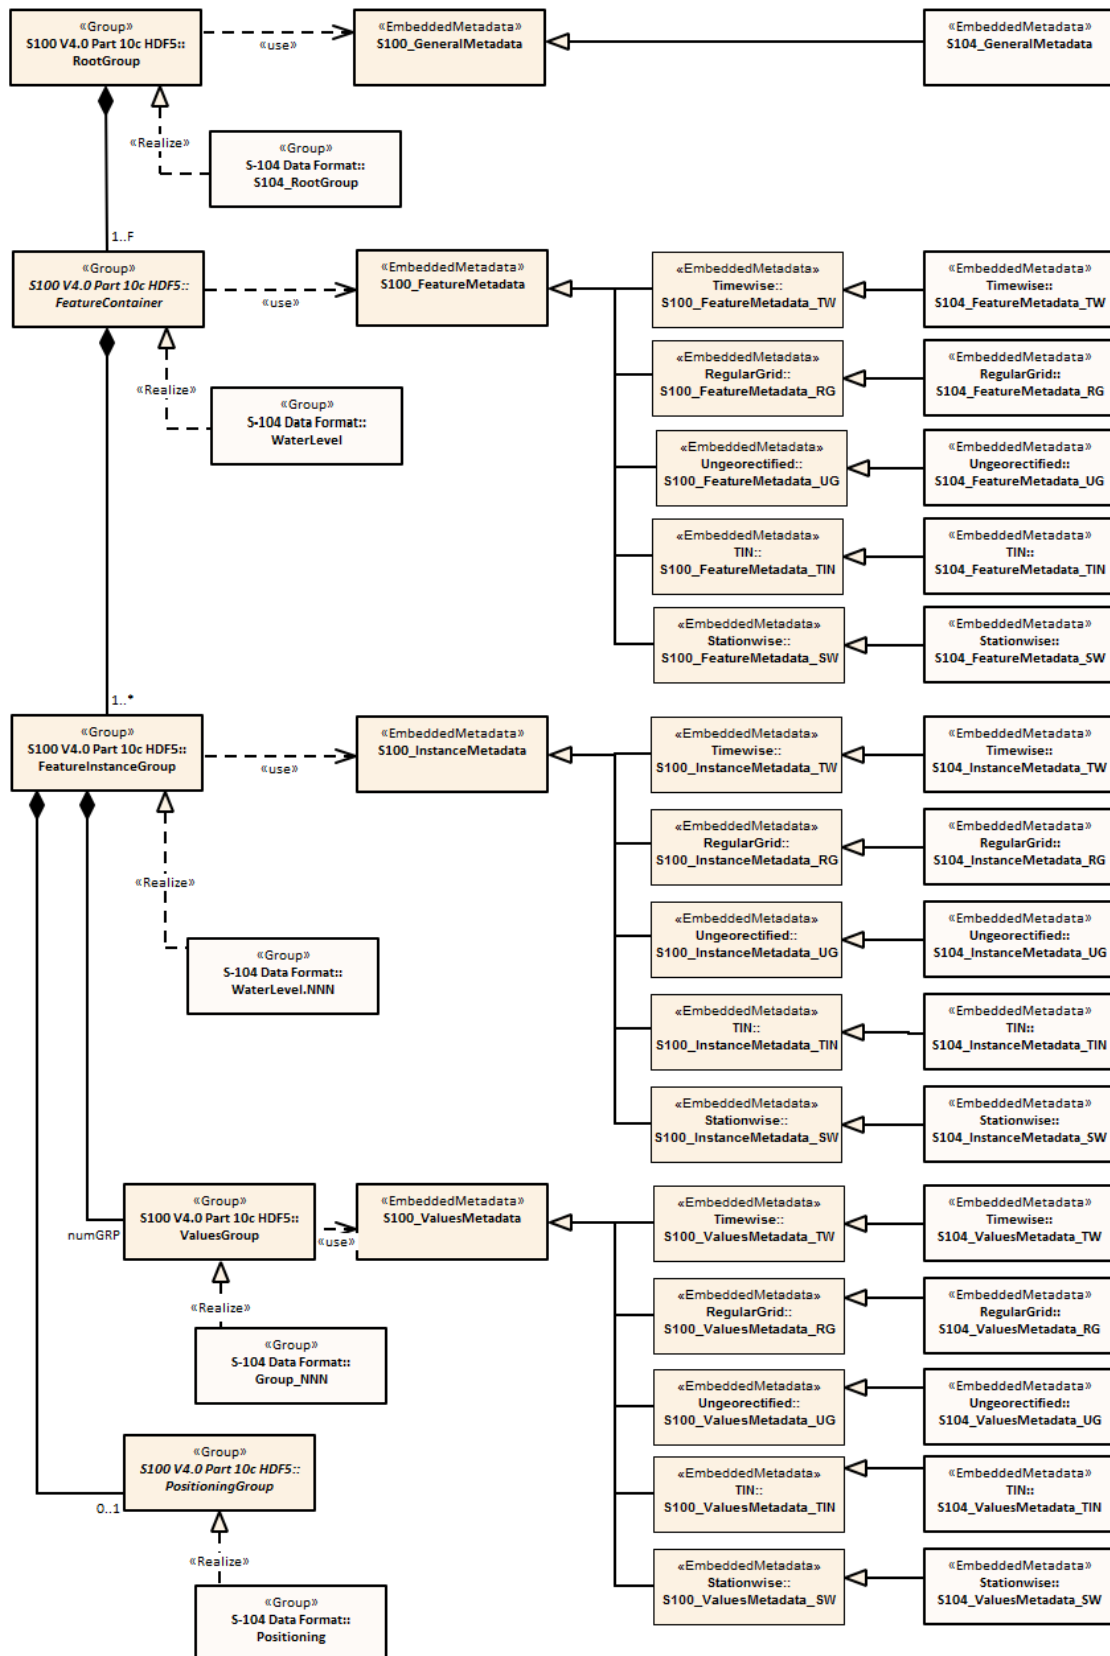 «Group»
S100 V4.0 Part 10c HDF5::
RootGroup
«use»
«EmbeddedMetadata»
S100_GeneralMetadata
«EmbeddedMetadata»
S104_GeneralMetadata
«Realize»
«Group»
S-104 Data Format::
S104_RootGroup
1..F
«Group»
S100 V4.0 Part 10c HDF5::
FeatureContainer
«use»
«EmbeddedMetadata»
S100_FeatureMetadata
«EmbeddedMetadata»
Timewise::
S100_FeatureMetadata_TW
«EmbeddedMetadata»
Timewise::
S104_FeatureMetadata_TW
«EmbeddedMetadata»
RegularGrid::
S100_FeatureMetadata_RG
«EmbeddedMetadata»
RegularGrid::
S104_FeatureMetadata_RG
«Realize»
«Group»
S-104 Data Format::
WaterLevel
«EmbeddedMetadata»
Ungeorectified::
S100_FeatureMetadata_UG
«EmbeddedMetadata»
Ungeorectified::
S104_FeatureMetadata_UG
«EmbeddedMetadata»
TIN::
S100_FeatureMetadata_TIN
«EmbeddedMetadata»
TIN::
S104_FeatureMetadata_TIN
«EmbeddedMetadata»
Stationwise::
S100_FeatureMetadata_SW
«EmbeddedMetadata»
Stationwise::
S104_FeatureMetadata_SW
1..*
«Group»
S100 V4.0 Part 10c HDF5::
FeatureInstanceGroup
«use»
«EmbeddedMetadata»
S100_InstanceMetadata
«EmbeddedMetadata»
Timewise::
S100_InstanceMetadata_TW
«EmbeddedMetadata»
Timewise::
S104_InstanceMetadata_TW
«EmbeddedMetadata»
RegularGrid::
S100_InstanceMetadata_RG
«EmbeddedMetadata»
RegularGrid::
S104_InstanceMetadata_RG
«Realize»
«Group»
S-104 Data Format::
WaterLevel.NNN
«EmbeddedMetadata»
Ungeorectified::
S100_InstanceMetadata_UG
«EmbeddedMetadata»
Ungeorectified::
S104_InstanceMetadata_UG
«EmbeddedMetadata»
TIN::
S100_InstanceMetadata_TIN
«EmbeddedMetadata»
TIN::
S104_InstanceMetadata_TIN
«EmbeddedMetadata»
Stationwise::
S100_InstanceMetadata_SW
«EmbeddedMetadata»
Stationwise::
S104_InstanceMetadata_SW
numGRP
«Group»
S100 V4.0 Part 10c HDF5::
ValuesGroup
«use»
«EmbeddedMetadata»
S100_ValuesMetadata
«EmbeddedMetadata»
Timewise::
S100_ValuesMetadata_TW
«EmbeddedMetadata»
Timewise::
S104_ValuesMetadata_TW
«Realize»
«Group»
S-104 Data Format::
Group_NNN
«EmbeddedMetadata»
RegularGrid::
S100_ValuesMetadata_RG
«EmbeddedMetadata»
RegularGrid::
S104_ValuesMetadata_RG
«EmbeddedMetadata»
Ungeorectified::
S100_ValuesMetadata_UG
«EmbeddedMetadata»
Ungeorectified::
S104_ValuesMetadata_UG
«Group»
S100 V4.0 Part 10c HDF5::
PositioningGroup
0..1
«EmbeddedMetadata»
TIN::
S100_ValuesMetadata_TIN
«EmbeddedMetadata»
TIN::
S104_ValuesMetadata_TIN
«Realize»
«Group»
S-104 Data Format::
Positioning
«EmbeddedMetadata»
Stationwise::
S100_ValuesMetadata_SW
«EmbeddedMetadata»
Stationwise::
S104_ValuesMetadata_SW